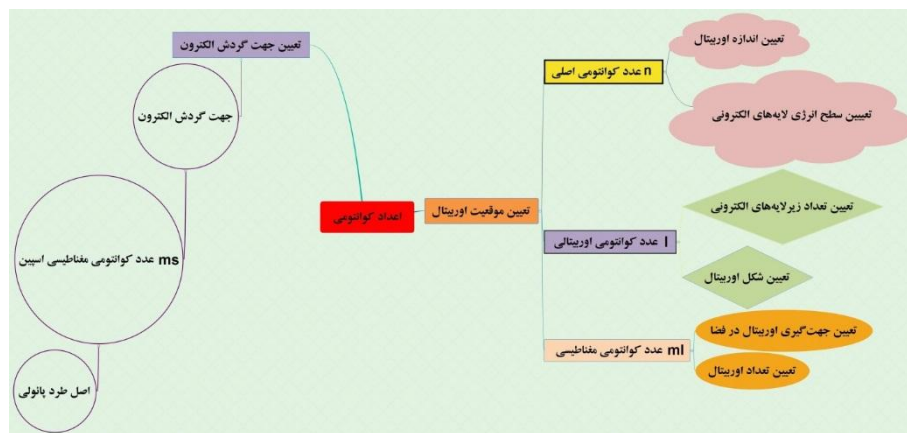 اعداد کوانتومی
تعیین موقعیت اوربیتال
n عدد کوانتومی اصلی
تعیین اندازه اوربیتال
تعییین سطح انرژی لایه‌های الکترونی
l عدد کوانتومی اوربیتالی
تعیین تعداد زیرلایه‌های الکترونی
تعیین شکل اوربیتال
ml عدد کوانتومی مغناطیسی
تعیین جهت‌گیری اوربیتال در فضا
تعیین تعداد اوربیتال
تعیین جهت گردش الکترون
جهت گردش الکترون
ms عدد کوانتومی مغناطیسی اسپین
اصل طرد پائولی